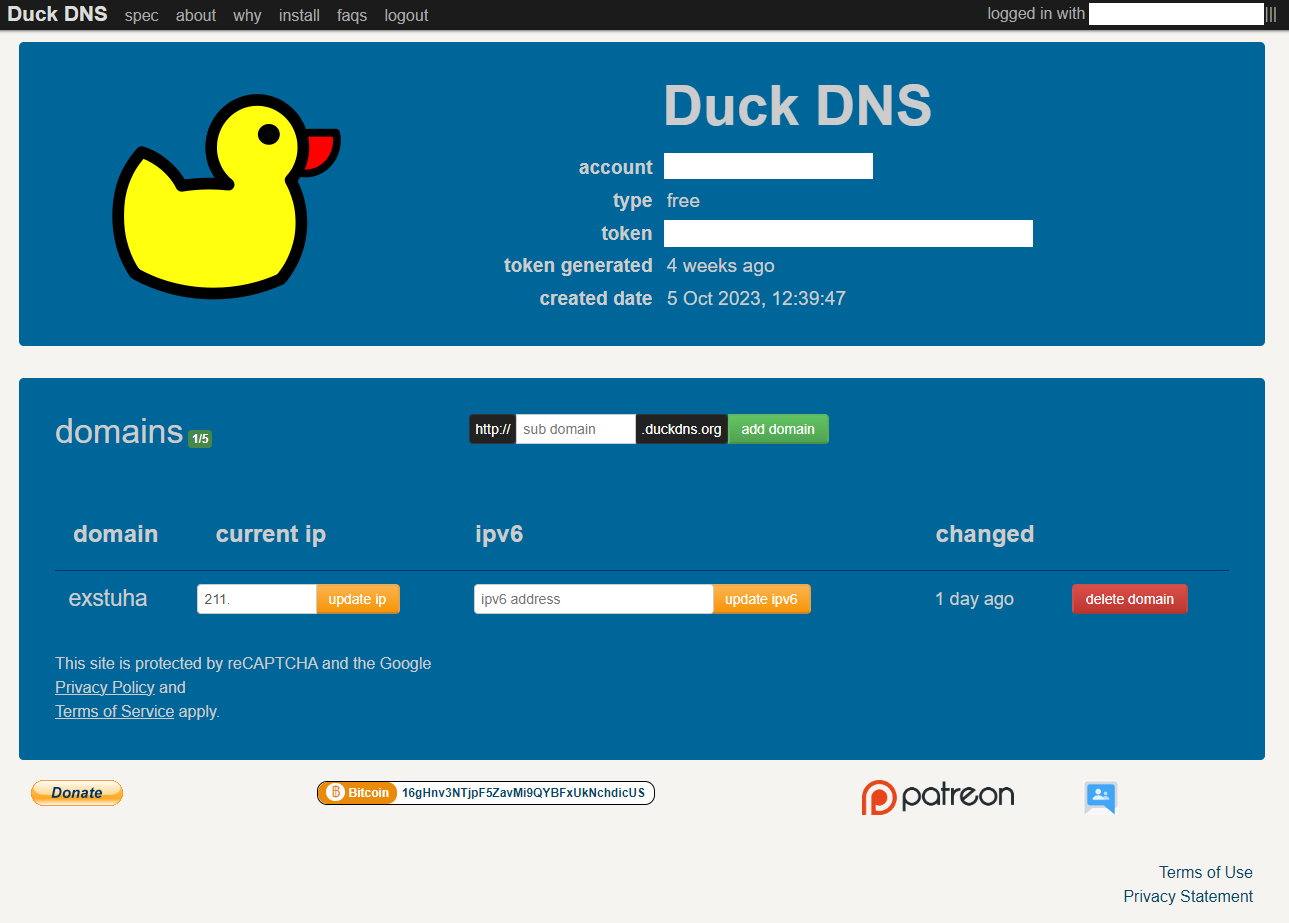 Duck DNS spec about why install faqs logout logged in with
Duck DNS
account
type free
token
token generated 4 weeks ago
created date 5 Oct 2023, 12:39:47
domains 1/5 http:// sub domain .duckdns.org add domain
domain current ip ipv6 changed
exstuha 211. update ip ipv6 address update ipv6 1 day ago delete domain
This site is protected by reCAPTCHA and the Google
Privacy Policy and
Terms of Service apply.
Donate Bitcoin 16gHnv3NTjpF5ZavMi9QYBFxUkNchdicUS patreon
Terms of Use
Privacy Statement